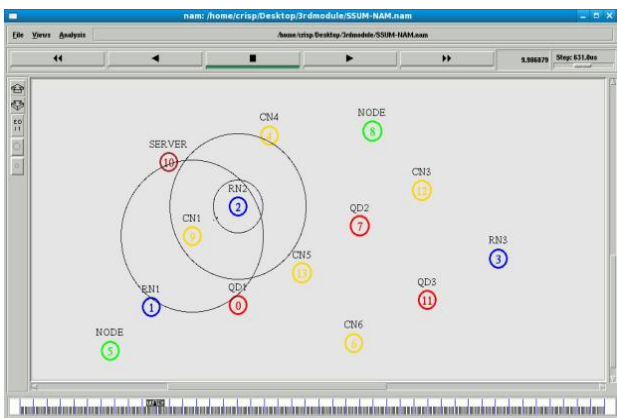 nam: /home/crisp/Desktop/3rdmodule/SSUM-NAM.nam
File Views Analysis /home/crisp/Desktop/3rdmodule/SSUM-NAM.nam
9.986879 Step: 631.0us
CN4
4
NODE
8
SERVER
10
CN3
12
RN2
2
QD2
7
CN1
9
RN3
3
CN5
13
QD3
11
RN1
1
QD1
0
CN6
6
NODE
5